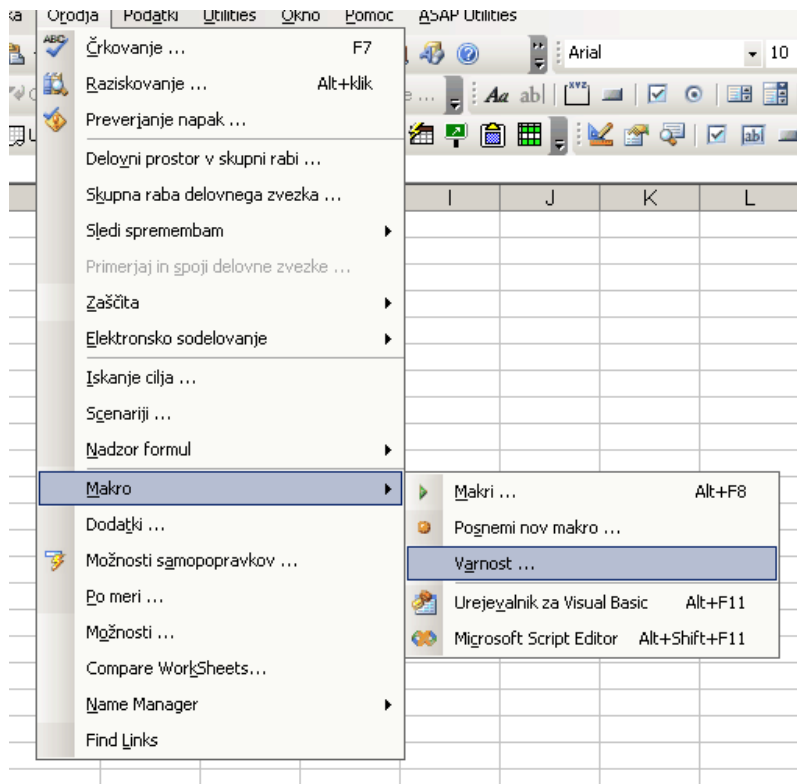 Orodja Podatki Utilities Okno Pomoc ASAP Utilities
Črkovanje ... F7
Arial 10
Raziskovanje ... Alt+klik
Preverjanje napak ...
Delovni prostor v skupni rabi ...
Skupna raba delovnega zvezka ...
I J K L
Sledi spremembam
Primerjaj in spoji delovne zvezke ...
Zaščita
Elektronsko sodelovanje
Iskanje cilja ...
Scenariji ...
Nadzor formul
Makro
Makri ... Alt+F8
Dodatki ...
Posnemi nov makro ...
Možnosti samopopravkov ...
Varnost ...
Po meri ...
Urejevalnik za Visual Basic Alt+F11
Možnosti ...
Microsoft Script Editor Alt+Shift+F11
Compare WorkSheets...
Name Manager
Find Links